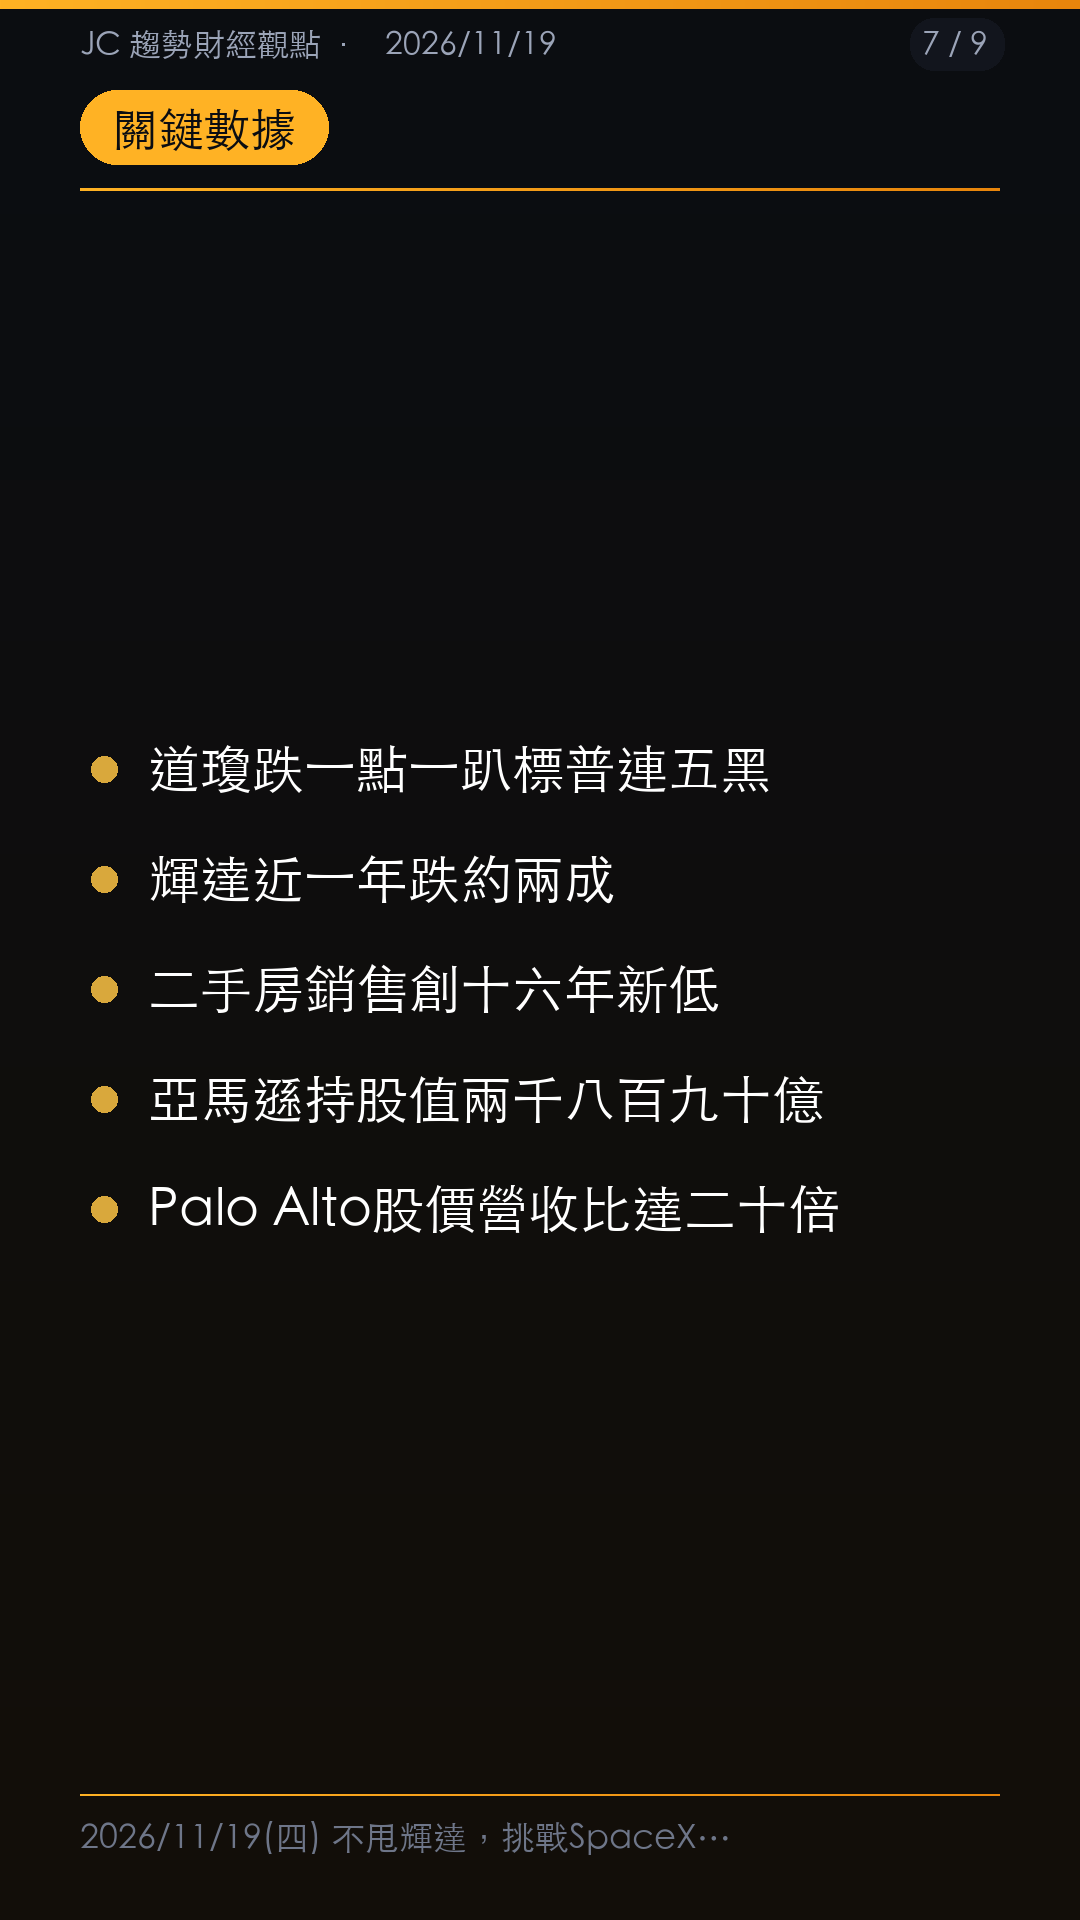 JC 趨勢財經觀點 · 2026/11/19
7 / 9
關鍵數據
道瓊跌一點一趴標普連五黑
輝達近一年跌約兩成
二手房銷售創十六年新低
亞馬遜持股值兩千八百九十億
Palo Alto股價營收比達二十倍
2026/11/19(四) 不甩輝達，挑戰SpaceX⋯